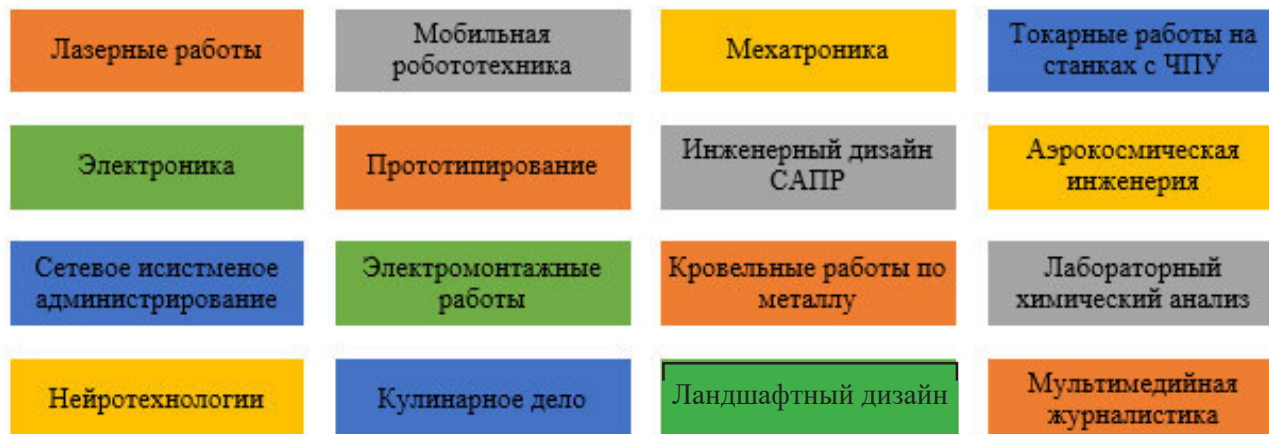 Лазерные работы
Мобильная
робототехника
Мехатроника
Токарные работы на
станках с ЧПУ
Электроника
Прототипирование
Инженерный дизайн
САПР
Аэрокосмическая
инженерия
Сетевое исистменое
администрирование
Электромонтажные
работы
Кровельные работы по
металлу
Лабораторный
химический анализ
Нейротехнологии
Кулинарное дело
Ландшафтный дизайн
Мультимедийная
журналистика